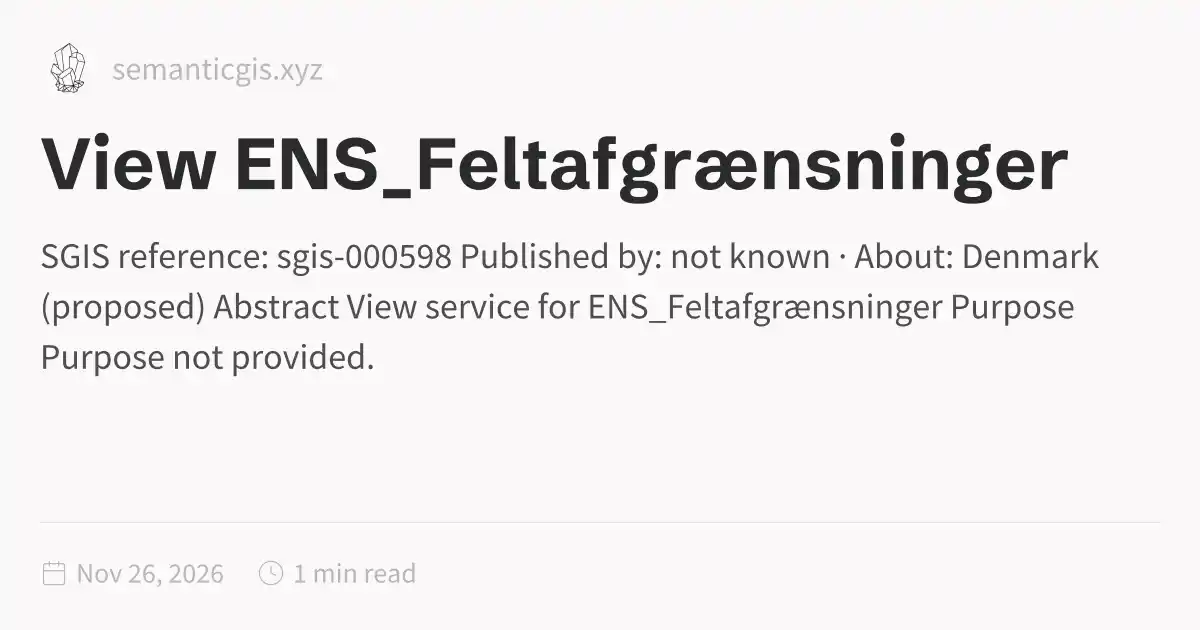 semanticgis.xyz
View ENS_Feltafgrænsninger
SGIS reference: sgis-000598 Published by: not known · About: Denmark
(proposed) Abstract View service for ENS_Feltafgrænsninger Purpose
Purpose not provided.
Nov 26, 2026 1 min read